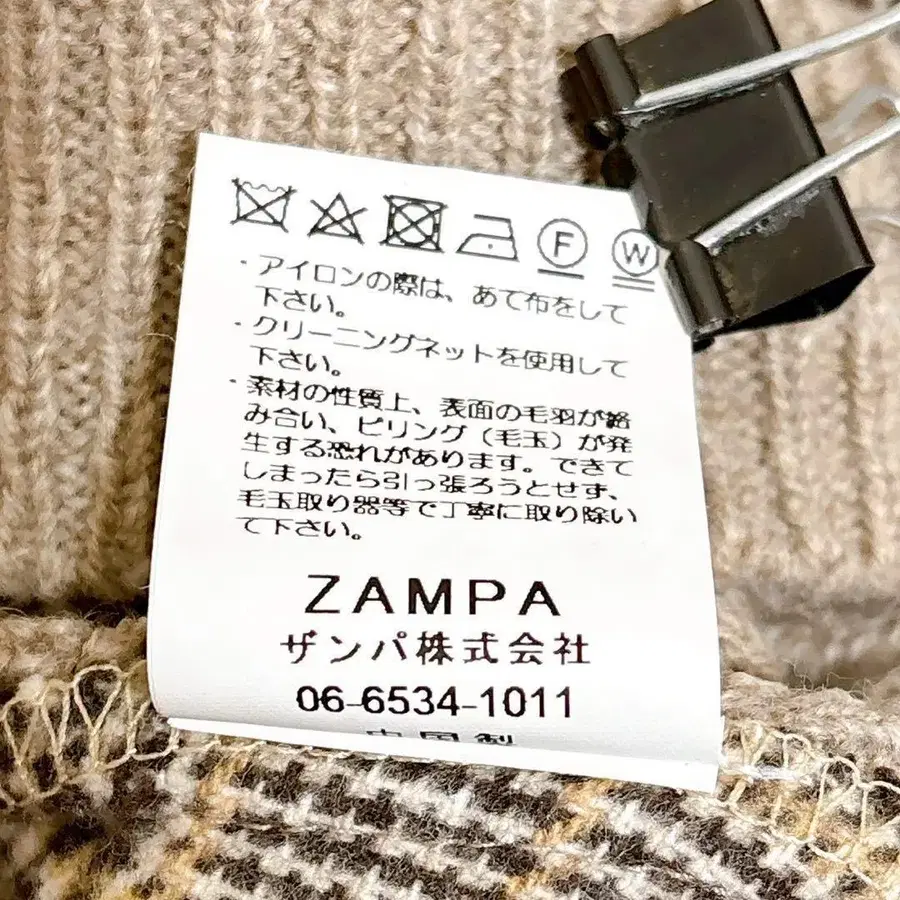 F W
・アイロンの際は、あて布をして
下さい。
・クリーニングネットを使用して
下さい。
・素材の性質上、表面の毛羽が絡
み合い、ピリング（毛玉）が発
生する恐れがあります。できて
しまったら引っ張ろうとせず、
毛玉取り器等で丁寧に取り除い
て下さい。
ZAMPA
ザンパ株式会社
06-6534-1011
中国製